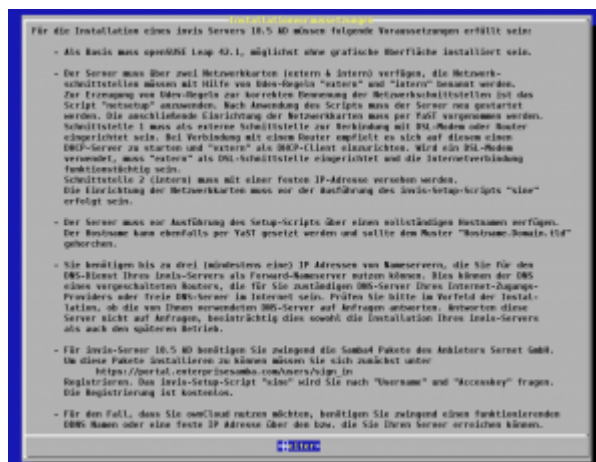 Installationsvoraussetzungen
Für die Installation eines invis Servers 10.5 AD müssen folgende Voraussetzungen erfüllt sein:
- Als Basis muss openSUSE Leap 42.1, möglichst ohne grafische Oberfläche installiert sein.
- Der Server muss über zwei Netzwerkkarten (extern & intern) verfügen, die Netzwerk-
schnittstellen müssen mit Hilfe von Udev-Regeln "extern" und "intern" benannt werden.
Zur Erzeugung von Udev-Regeln zur korrekten Benennung der Netzwerkschnittstellen ist das
Script "netsetup" anzuwenden. Nach Anwendung des Scripts muss der Server neu gestartet
werden. Die anschließende Einrichtung der Netzwerkkarten muss per YaST vorgenommen werden.
Schnittstelle 1 muss als externe Schnittstelle zur Verbindung mit DSL-Modem oder Router
eingerichtet sein. Bei Verbindung mit einem Router empfielt es sich auf diesem einen
DHCP-Server zu starten und "extern" als DHCP-Client einzurichten. Wird ein DSL-Modem
verwendet, muss "extern" als DSL-Schnittstelle eingerichtet und die Internetverbindung
funktionstüchtig sein.
Schnittstelle 2 (intern) muss mit einer festen IP-Adresse versehen werden.
Die Einrichtung der Netzwerkkarten muss vor der Ausführung des invis-Setup-Scripts "sine"
erfolgt sein.
- Der Server muss vor Ausführung des Setup-Scripts über einen vollständigen Hostnamen verfügen.
Der Hostname kann ebenfalls per YaST gesetzt werden und sollte dem Muster "Hostname.Domain.tld"
gehorchen.
- Sie benötigen bis zu drei (mindestens eine) IP Adressen von Nameservern, die Sie für den
DNS-Dienst Ihres invis-Servers als Forward-Nameserver nutzen können. Dies können der DNS
eines vorgeschalteten Routers, die für Sie zuständigen DNS-Server Ihres Internet-Zugangs-
Providers oder freie DNS-Server im Internet sein. Prüfen Sie bitte im Vorfeld der Instal-
lation, ob die von Ihnen verwendeten DNS-Server auf Anfragen antworten. Antworten diese
Server nicht auf Anfragen, beeinträchtig dies sowohl die Installation Ihres invis-Servers
als auch den späteren Betrieb.
- Für invis-Server 10.5 AD benötigen Sie zwingend die Samba4 Pakete des Anbieters Sernet GmbH.
Um diese Pakete installieren zu können müssen Sie sich zunächst unter
https://portal.enterprisesamba.com/users/sign_in
Registrieren. Das invis-Setup-Script "sine" wird Sie nach "Username" und "Accesskey" fragen.
Die Registrierung ist kostenlos.
- Für den Fall, dass Sie ownCloud nutzen möchten, benötigen Sie zwingend einen funktionierenden
DDNS Namen oder eine feste IP Adresse über den bzw. die Sie Ihren Server erreichen können.
<Weiter>